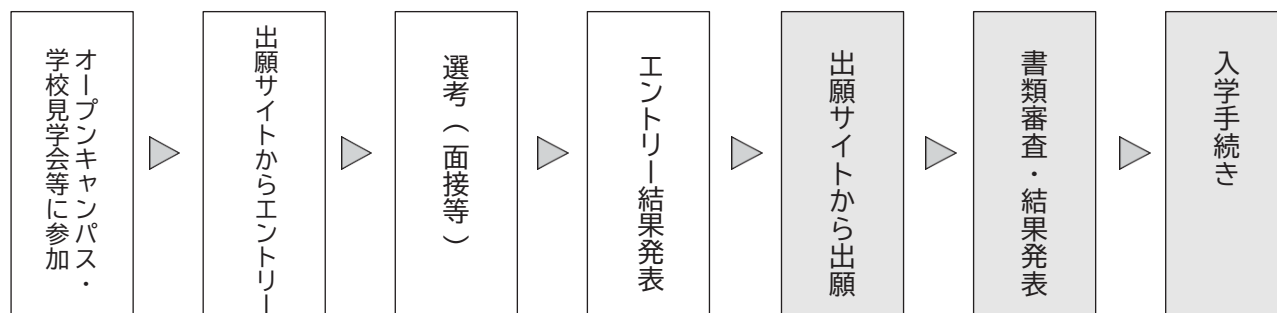 オープンキャンパス・
学校見学会等に参加
出願サイトからエントリー
選考(面接等)
エントリー結果発表
出願サイトから出願
書類審査・結果発表
入学手続き